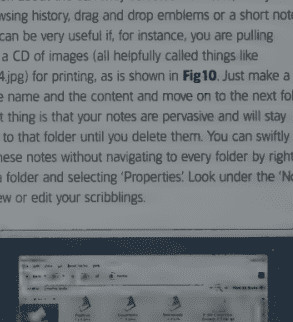 wsing history, drag and drop emblems or a short note
can be very useful if, for instance, you are pulling
a CD of images (all helpfully called things like
4.jpg) for printing, as is shown in Fig10. Just make a
e name and the content and move on to the next fol
t thing is that your notes are pervasive and will stay
to that folder until you delete them. You can swiftly
hese notes without navigating to every folder by right
a folder and selecting 'Properties'. Look under the 'No
ew or edit your scribblings.